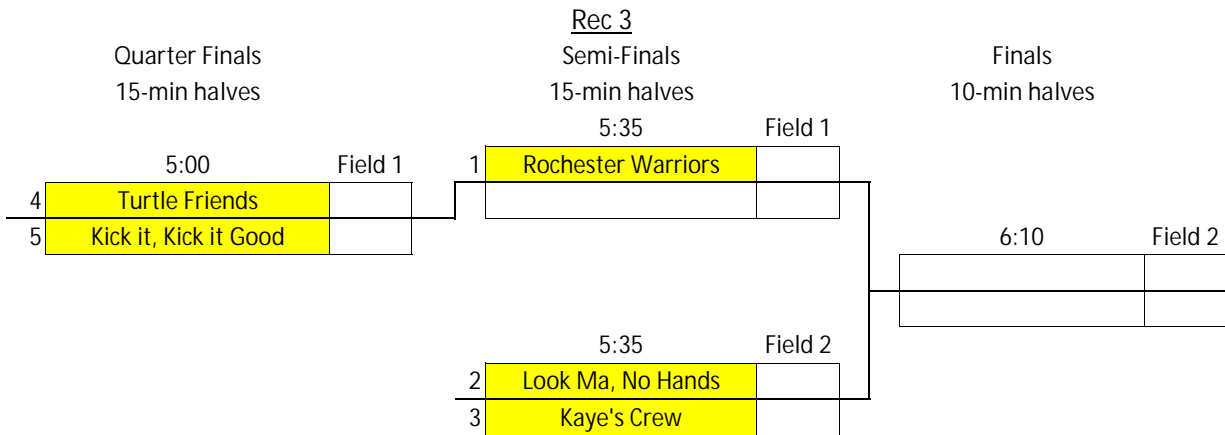 Rec 3
Quarter Finals Semi-Finals Finals
15-min halves 15-min halves 10-min halves
5:35 Field 1
5:00 Field 1 1 Rochester Warriors
4 Turtle Friends
5 Kick it, Kick it Good 6:10 Field 2
5:35 Field 2
2 Look Ma, No Hands
3 Kaye's Crew